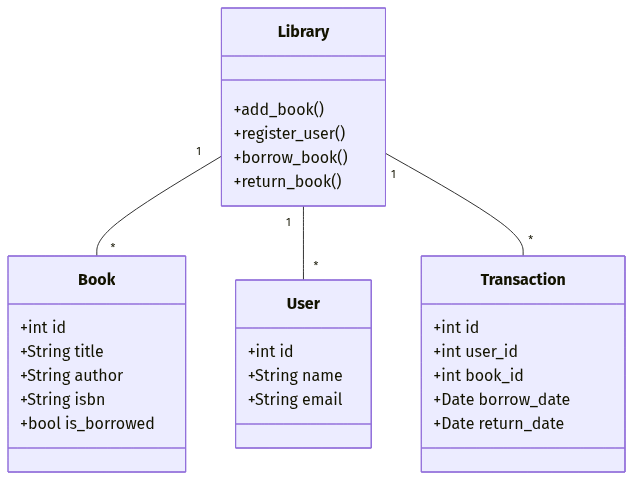 Library
+add_book()
+register_user()
+borrow_book()
+return_book()
1
1
1
*
*
*
Book
+int id
+String title
+String author
+String isbn
+bool is_borrowed
User
+int id
+String name
+String email
Transaction
+int id
+int user_id
+int book_id
+Date borrow_date
+Date return_date